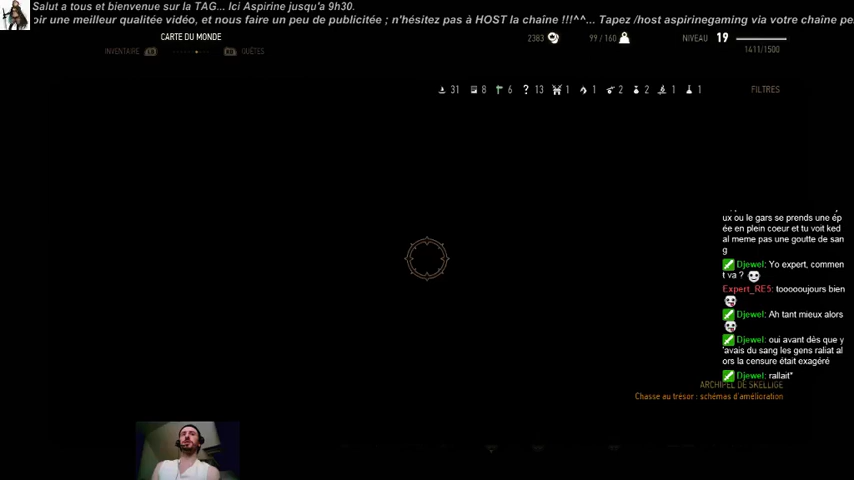 Salut a tous et bienvenue sur la TAG... Ici Aspirine jusqu'a 9h30.
oir une meilleur qualitée vidéo, et nous faire un peu de publicitée ; n'hésitez pas à HOST la chaîne !!!^^... Tapez /host aspirinegaming via votre chaîne pe
CARTE DU MONDE
2383
99 / 160
NIVEAU 19
1411/1500
INVENTAIRE LB
RB QUÊTES
31 8 6 ? 13 1 1 2 2 1 1
FILTRES
ux ou le gars se prends une ép
ée en plein coeur et tu voit ked
al meme pas une goutte de san
g
Djewel: Yo expert, commen
t va ?
Expert_RE5: tooooujours bien
Djewel: Ah tant mieux alors
Djewel: oui avant dès que y
'avais du sang les gens raliat al
ors la censure était exagéré
Djewel: rallait*
ARCHIPEL DE SKELLIGE
Chasse au trésor : schémas d'amélioration